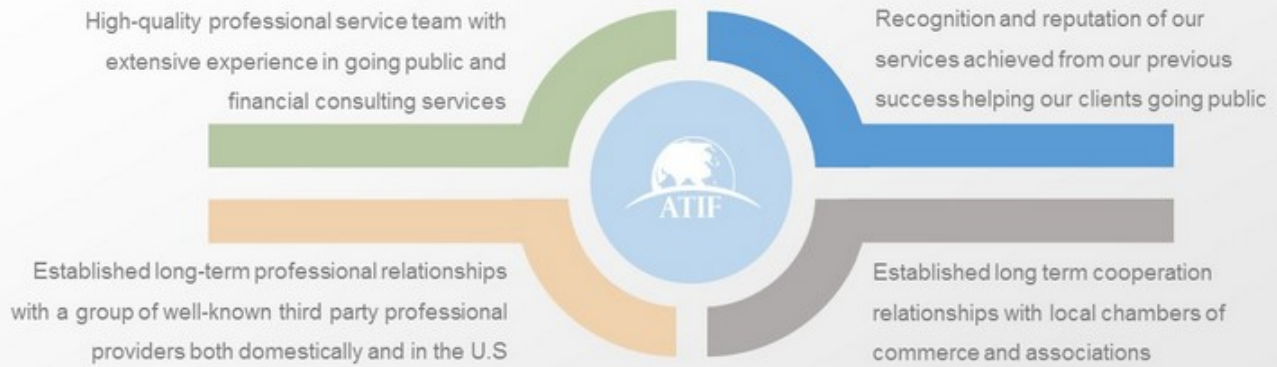 High-quality professional service team with
extensive experience in going public and
financial consulting services
Recognition and reputation of our
services achieved from our previous
success helping our clients going public
ATIF
Established long-term professional relationships
with a group of well-known third party professional
providers both domestically and in the U.S
Established long term cooperation
relationships with local chambers of
commerce and associations